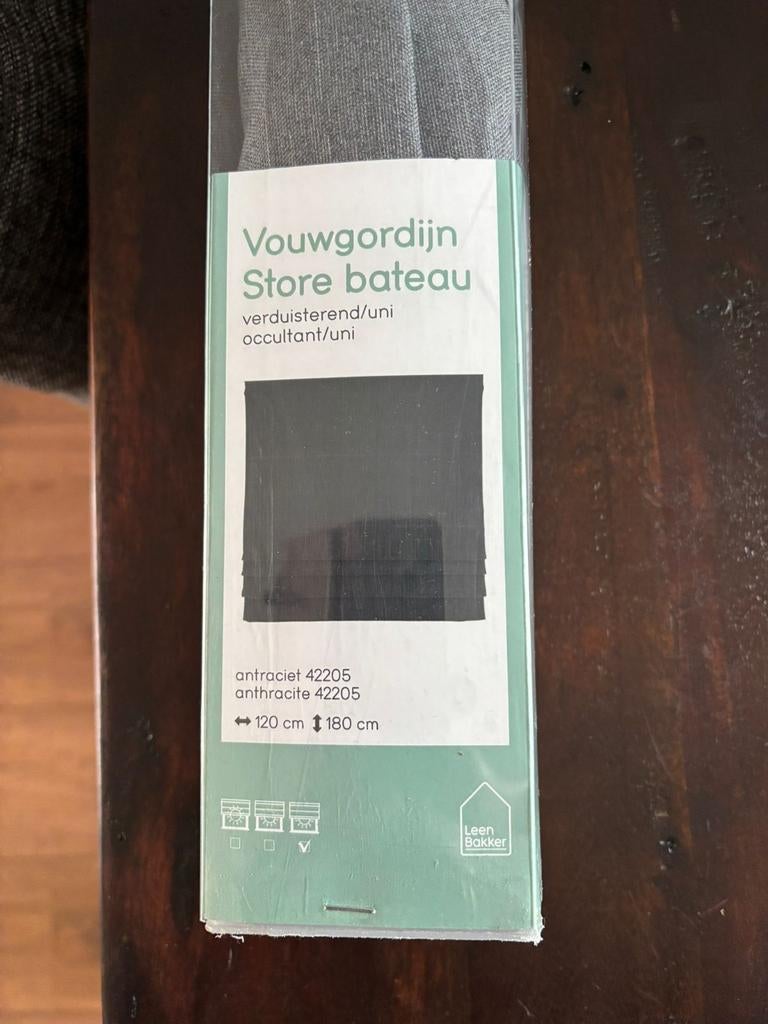 Vouwgordijn
Store bateau
verduisterend/uni
occultant/uni
antraciet 42205
anthracite 42205
120 cm 180 cm
Leen
Bakker